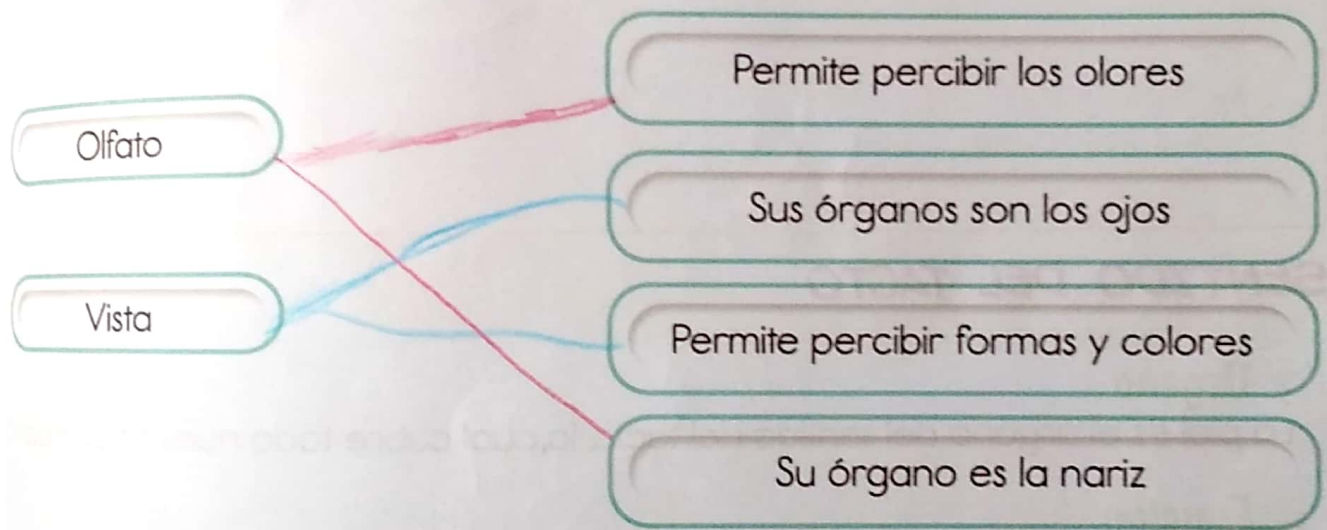 Olfato
Vista
Permite percibir los olores
Sus órganos son los ojos
Permite percibir formas y colores
Su órgano es la nariz